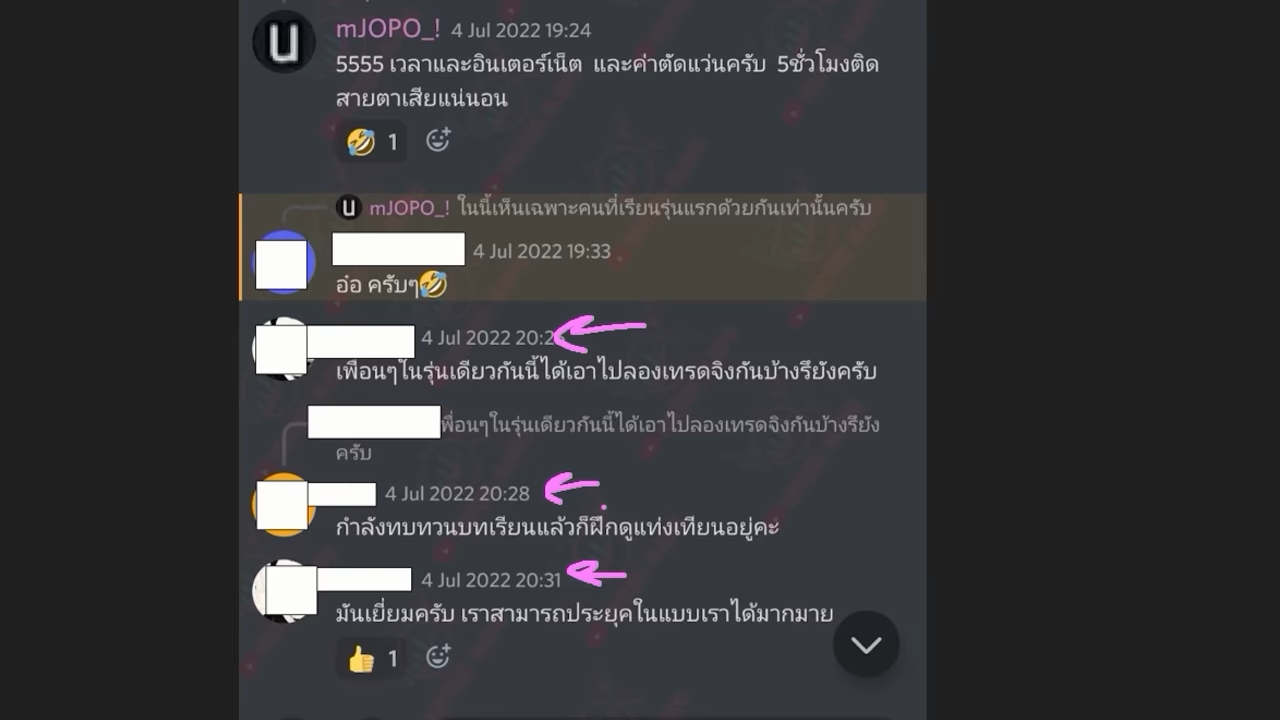 mJOPO_! 4 Jul 2022 19:24
5555 เวลาและอินเตอร์เน็ต และค่าตัดแว่นครับ 5ชั่วโมงติด
สายตาเสียแน่นอน
🤣 1
U mJOPO_! ในนี้เห็นเฉพาะคนที่เรียนรุ่นแรกด้วยกันเท่านั้นครับ
4 Jul 2022 19:33
อ๋อ ครับๆ🤣
4 Jul 2022
เพื่อนๆในรุ่นเดียวกันนี้ได้เอาไปลองเทรดจิงกันบ้างรึยังครับ
พื่อนๆในรุ่นเดียวกันนี้ได้เอาไปลองเทรดจิงกันบ้างรึยัง
ครับ
4 Jul 2022 20:28
กำลังทบทวนบทเรียนแล้วก็ฝึกดูแท่งเทียนอยู่คะ
4 Jul 2022 20:31
มันเยี่ยมครับ เราสามารถประยุคในแบบเราได้มากมาย
👍 1